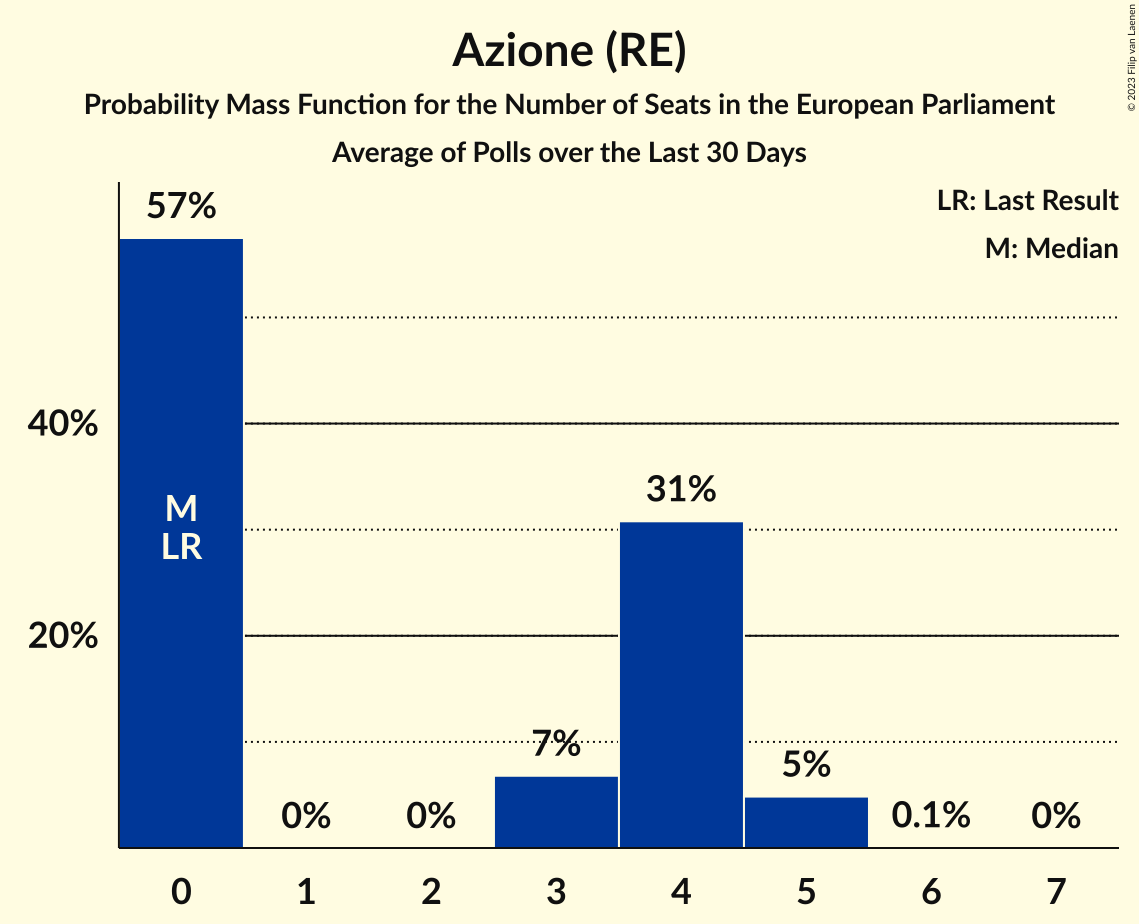 Azione (RE)
Probability Mass Function for the Number of Seats in the European Parliament
Average of Polls over the Last 30 Days
© 2023 Filip van Laenen
LR: Last Result
M: Median
57%
40%
31%
M
LR
20%
7%
5%
0%
0%
0.1%
0%
0 1 2 3 4 5 6 7